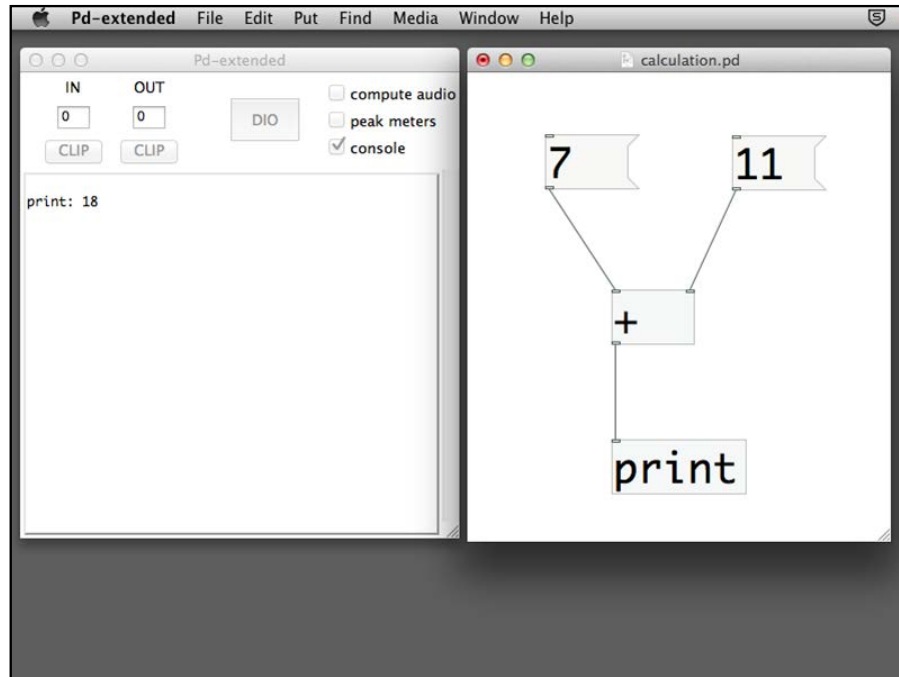 Pd-extended File Edit Put Find Media Window Help
Pd-extended
IN OUT
0 0
DIO
CLIP CLIP
compute audio
peak meters
console
print: 18
calculation.pd
7 11
+
print